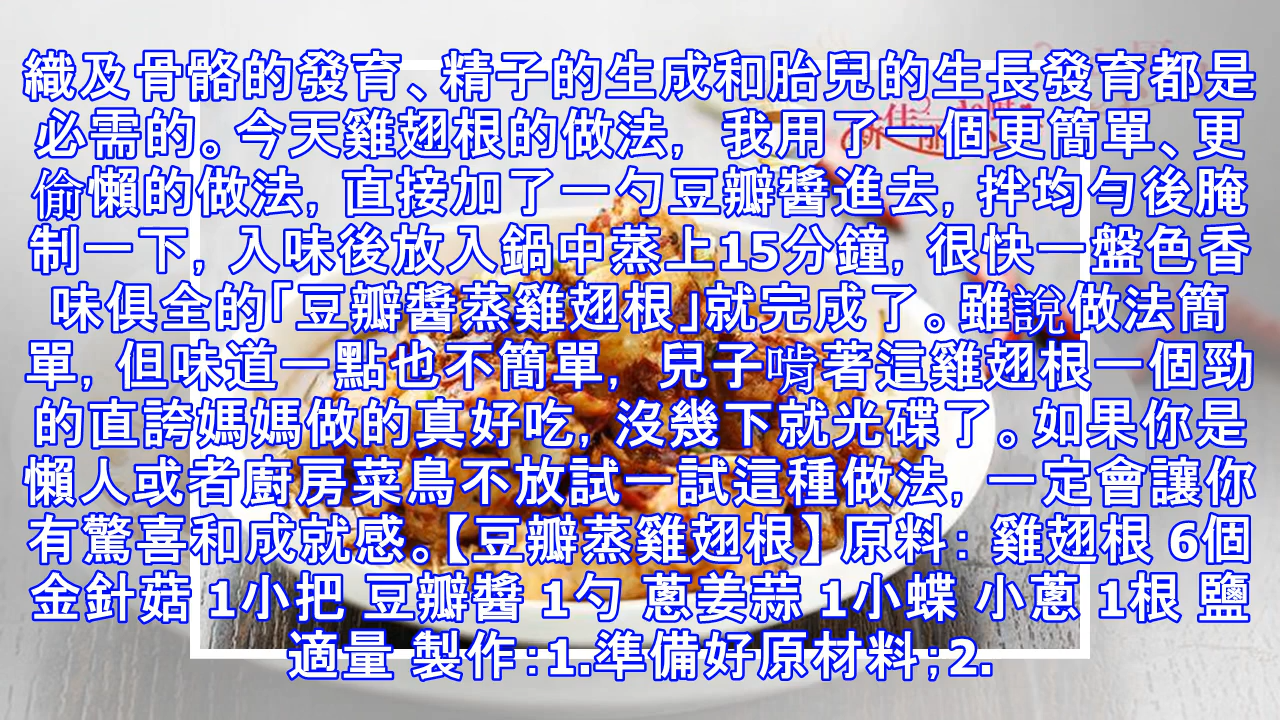 織及骨骼的發育、精子的生成和胎兒的生長發育都是
必需的。今天雞翅根的做法, 我用了一個更簡單、更
偷懶的做法, 直接加了一勺豆瓣醬進去, 拌均勻後腌
制一下, 入味後放入鍋中蒸上15分鐘, 很快一盤色香
味俱全的「豆瓣醬蒸雞翅根」就完成了。雖說做法簡
單, 但味道一點也不簡單, 兒子啃著這雞翅根一個勁
的直誇媽媽做的真好吃, 沒幾下就光碟了。如果你是
懶人或者廚房菜鳥不放試一試這種做法, 一定會讓你
有驚喜和成就感。【豆瓣蒸雞翅根】原料: 雞翅根 6個
金針菇 1小把 豆瓣醬 1勺 蔥姜蒜 1小蝶 小蔥 1根 鹽
適量 製作:1.準備好原材料;2.